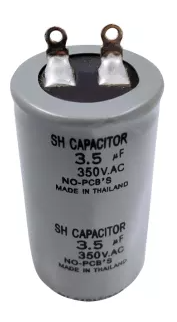 SH CAPACITOR
3.5 µF
350V.AC
NO-PCB'S
MADE IN THAILAND
SH CAPACITOR
3.5 µF
350V.AC
NO-PCB'S
MADE IN THAILAND